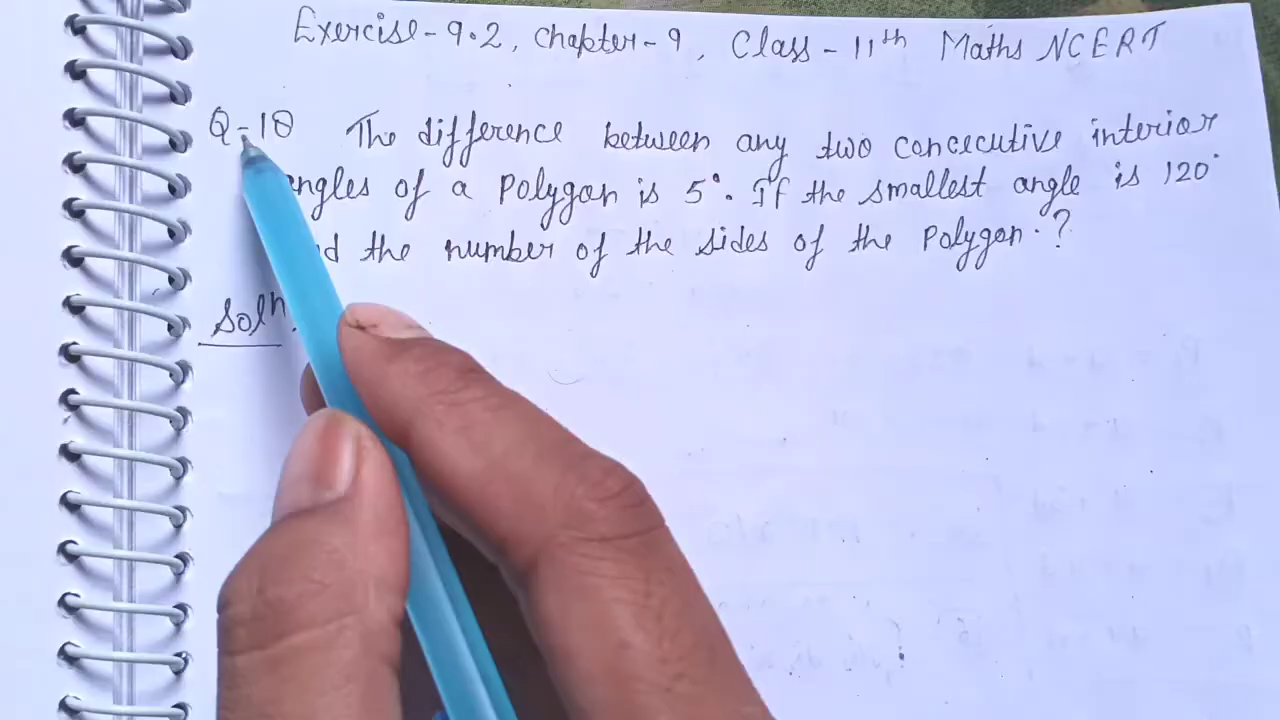 Exercise-9.2, Chapter-9, Class-11th Maths NCERT
Q-18 The difference between any two concecutive interior
angles of a polygon is 5°. If the smallest angle is 120°
the number of the sides of the polygon.?
Solⁿ.